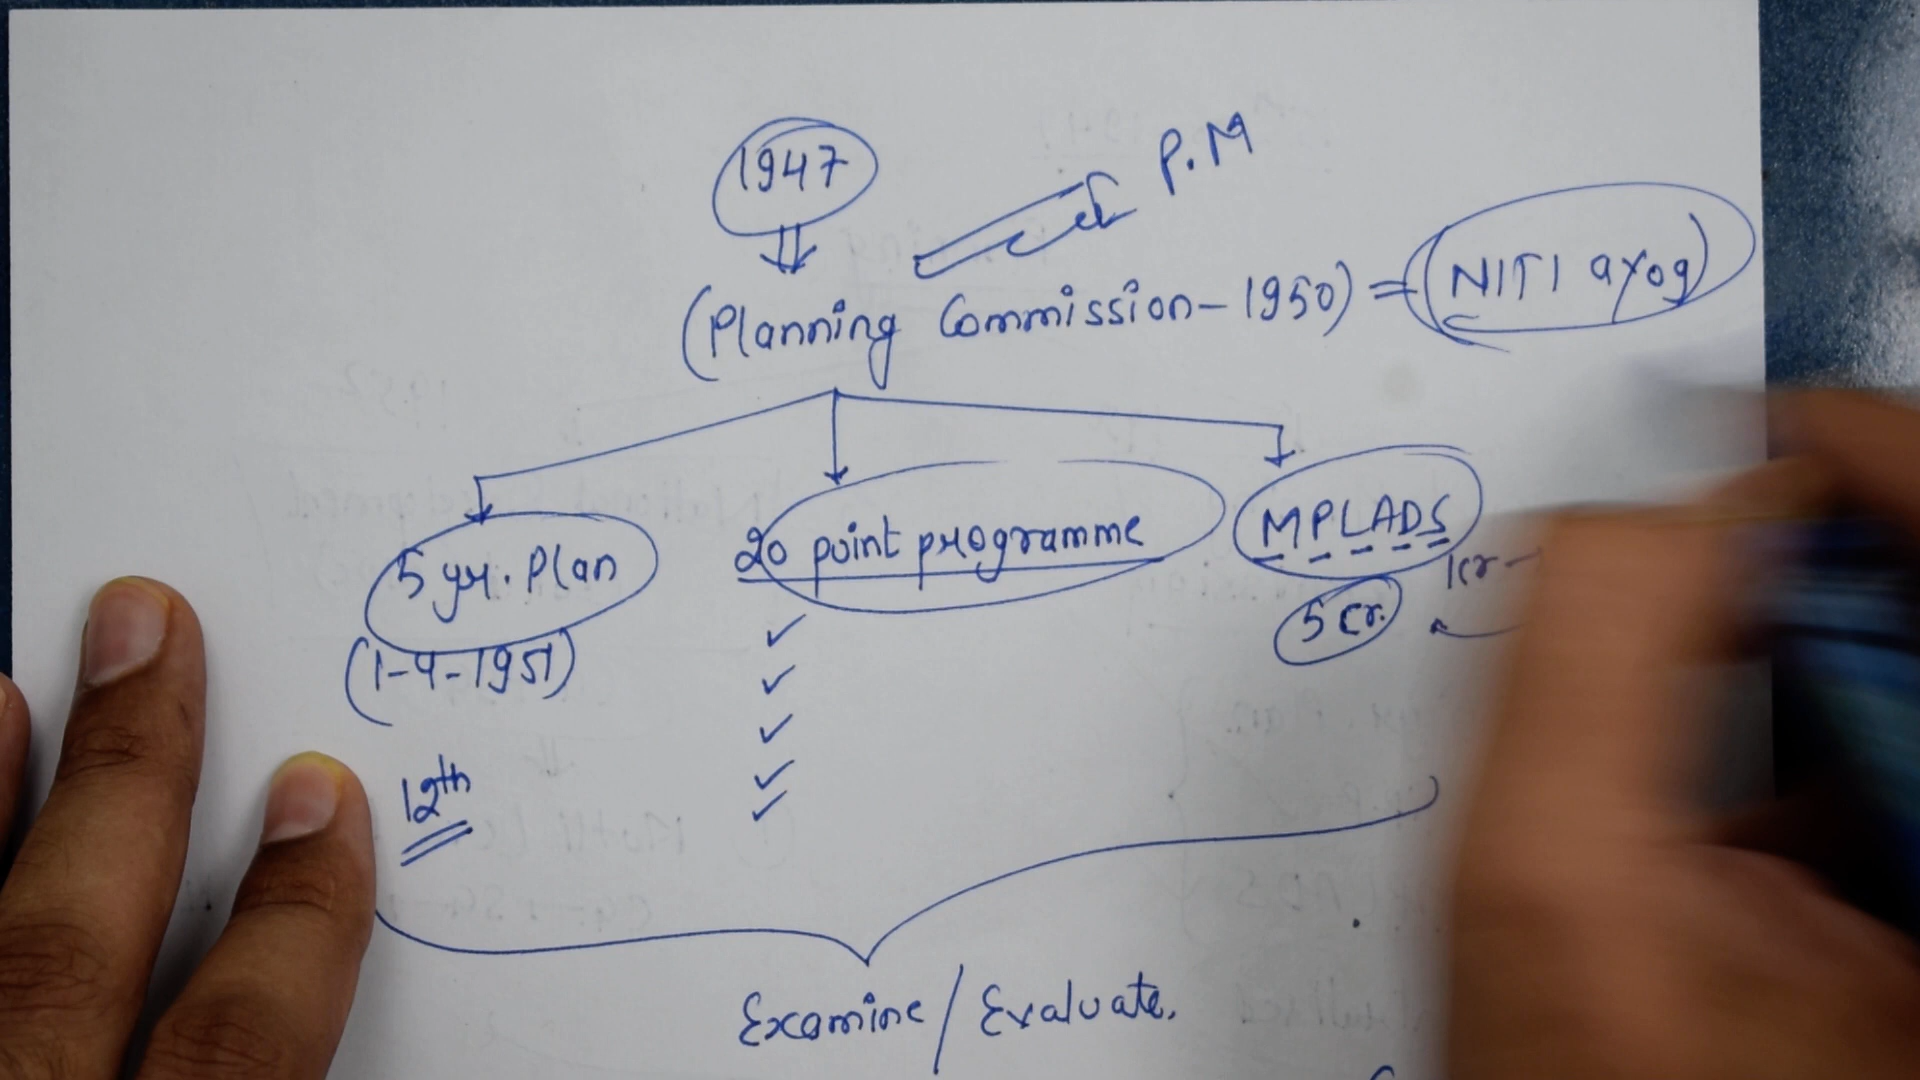 1947
P.M
(Planning Commission-1950) = (NITI ayog)
5 yr. Plan
20 point programme
MPLADS
(1-4-1951)
5 cr.
1cr-
12th
Examine / Evaluate.